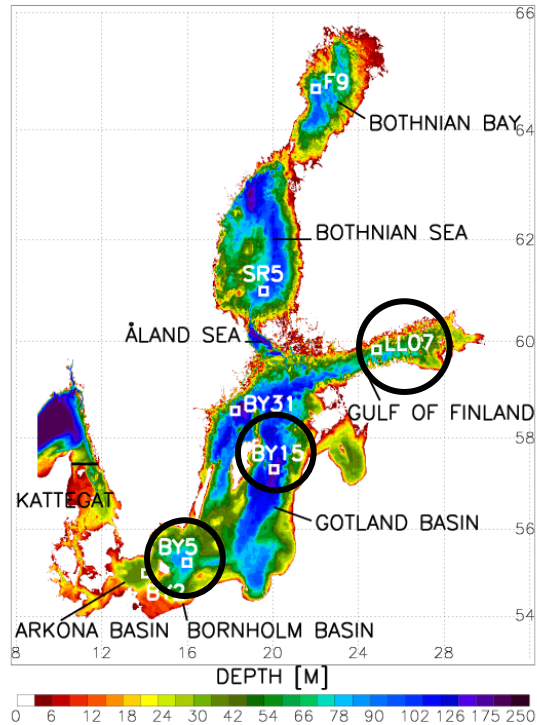 66
F9
BOTHNIAN BAY
64
BOTHNIAN SEA
62
SR5
ÅLAND SEA
60
LL07
BY31
GULF OF FINLAND
58
BY15
KATTEGAT
GOTLAND BASIN
56
BY5
BY2
54
ARKONA BASIN BORNHOLM BASIN
8 12 16 20 24 28
DEPTH [M]
0 6 12 18 24 30 42 54 66 78 90 102 126 175 250